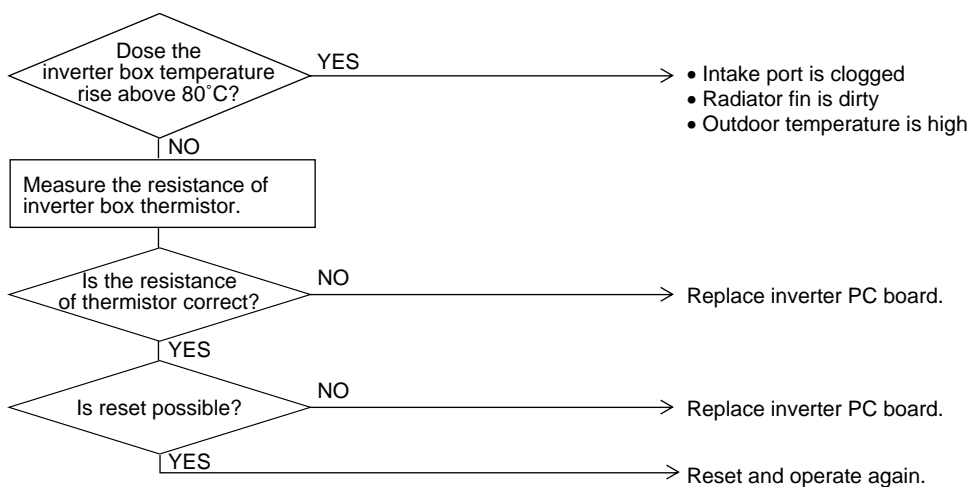 Dose the
inverter box temperature
rise above 80˚C?
YES
• Intake port is clogged
• Radiator fin is dirty
• Outdoor temperature is high
NO
Measure the resistance of
inverter box thermistor.
Is the resistance
of thermistor correct?
NO
Replace inverter PC board.
YES
Is reset possible?
NO
Replace inverter PC board.
YES
Reset and operate again.